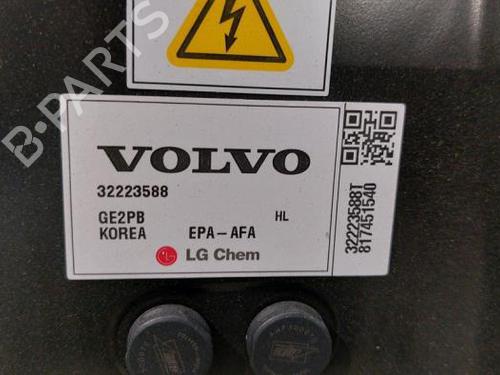 B-PARTS
VOLVO
32223588
GE2PB HL
KOREA EPA-AFA
LG Chem
32223588T
817451540